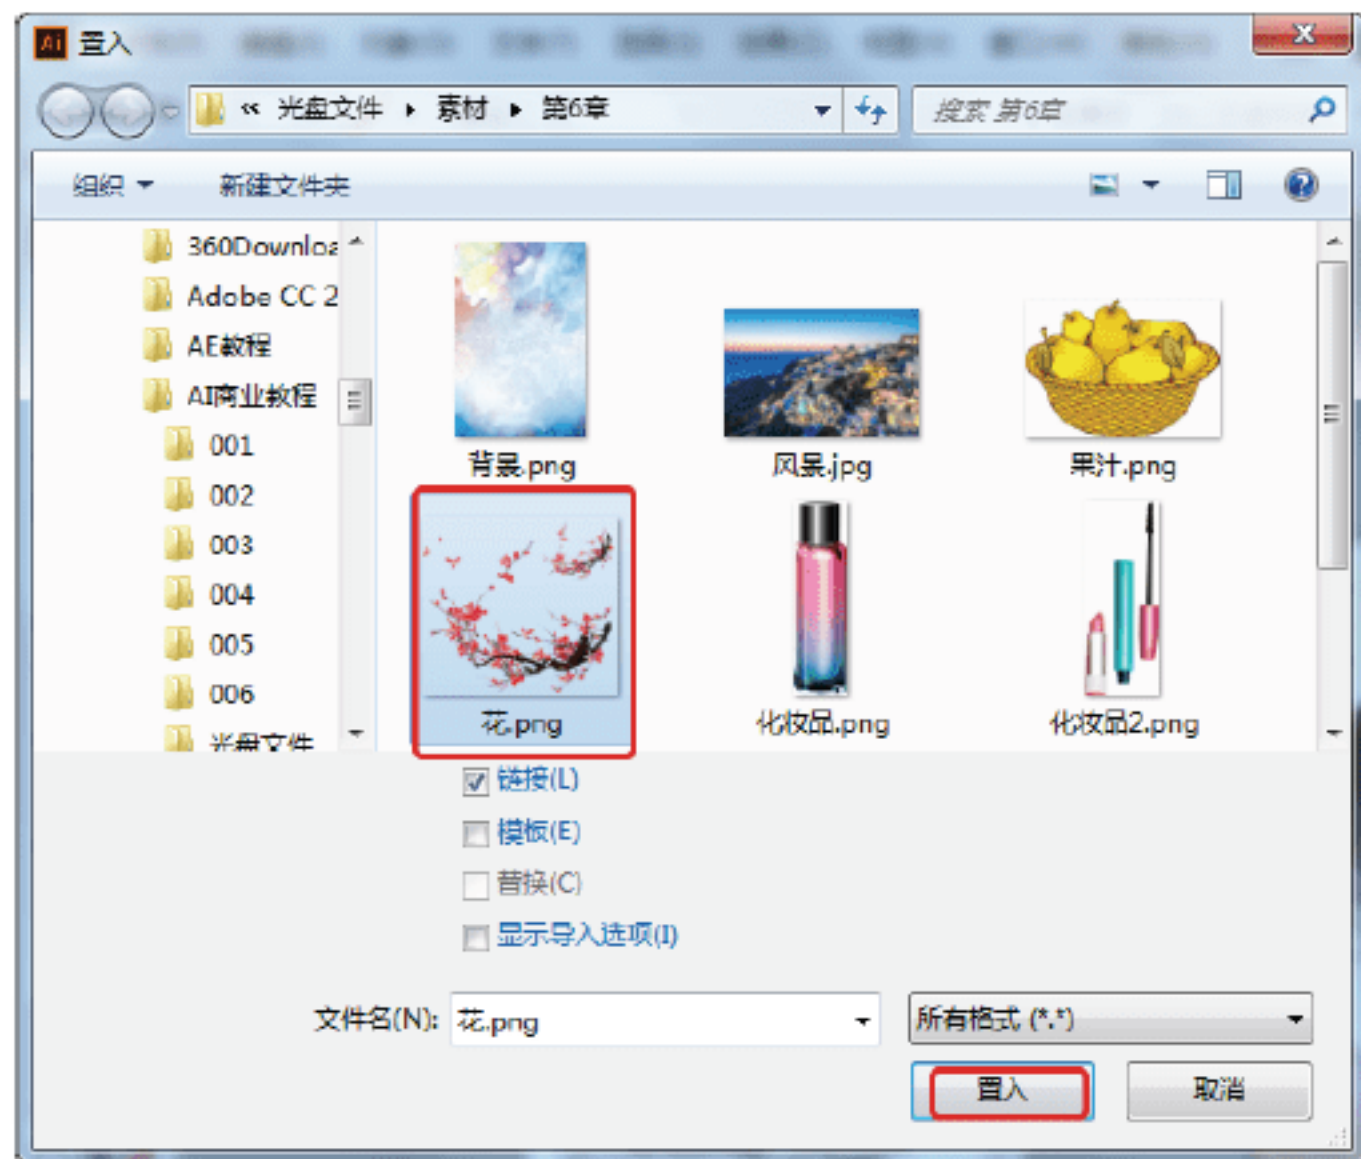 Ai 置入
« 光盘文件 ▸ 素材 ▸ 第6章
搜索 第6章
组织 新建文件夹
360Downloa
Adobe CC 2
AE教程
AI商业教程
001
002
003
004
005
006
光盘文件
背景.png 风景.jpg 果汁.png
花.png 化妆品.png 化妆品2.png
链接(L)
模板(E)
替换(C)
显示导入选项(I)
文件名(N): 花.png 所有格式 (*.*)
置入 取消